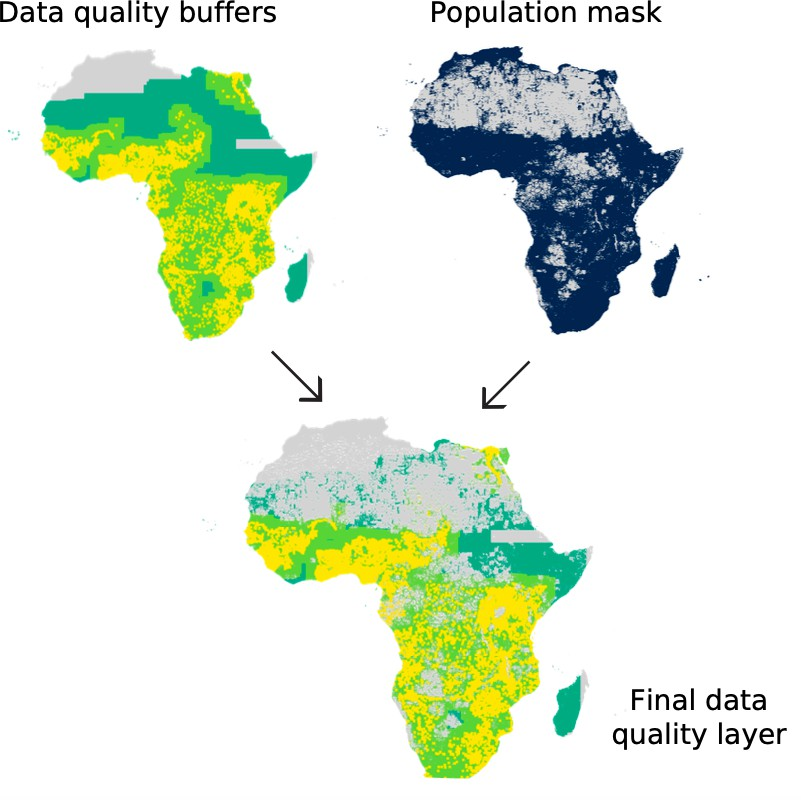 Data quality buffers
Population mask
Final data
quality layer